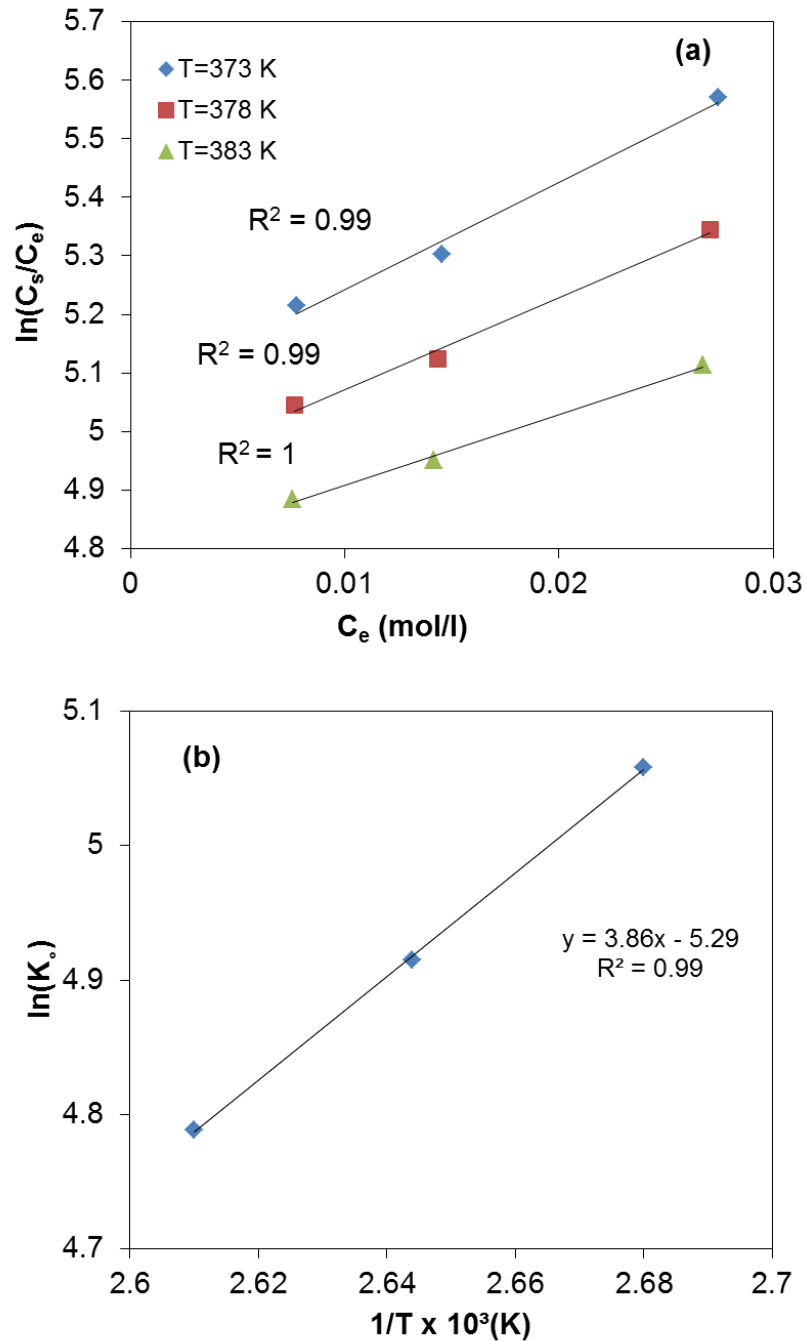 (a)
T=373 K
T=378 K
T=383 K
R² = 0.99
R² = 0.99
R² = 1
ln(Cₛ/Cₑ)
5.7
5.6
5.5
5.4
5.3
5.2
5.1
5
4.9
4.8
0 0.01 0.02 0.03
Cₑ (mol/l)
(b)
y = 3.86x - 5.29
R² = 0.99
ln(K˳)
5.1
5
4.9
4.8
4.7
2.6 2.62 2.64 2.66 2.68 2.7
1/T x 10³(K)